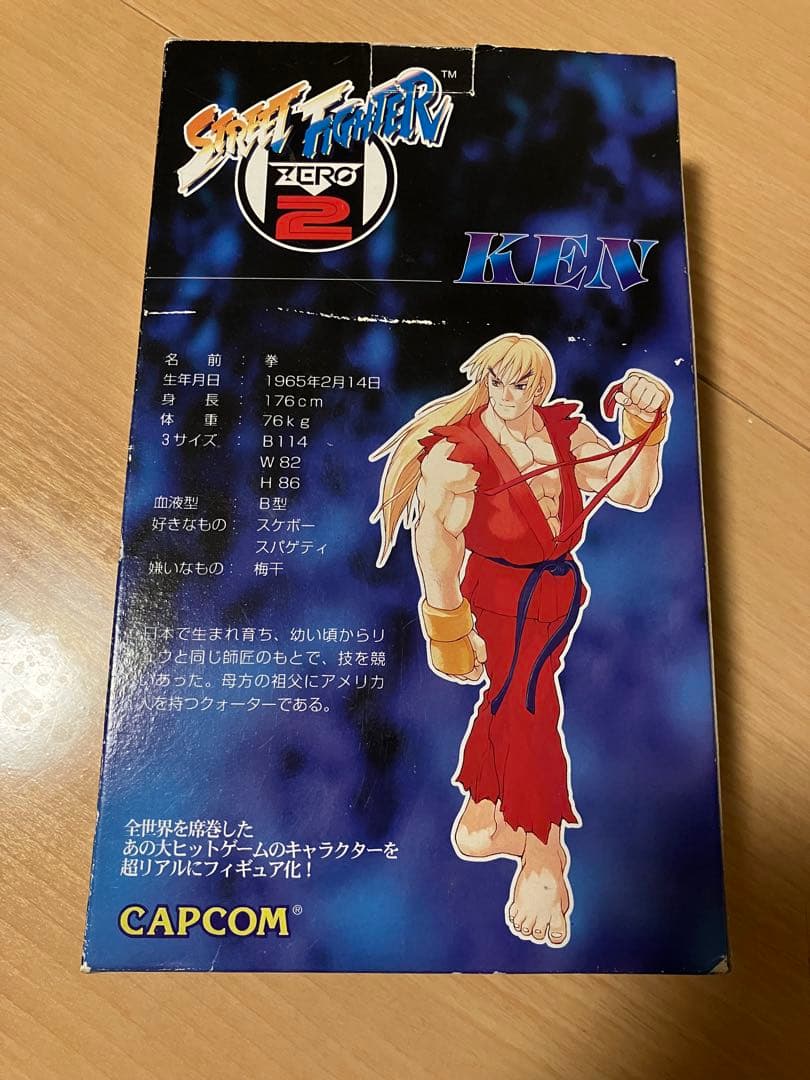 STREET FIGHTER™
ZERO
2
KEN
名前：拳
生年月日：1965年2月14日
身長：176cm
体重：76kg
3サイズ：B114
W 82
H 86
血液型：B型
好きなもの：スケボー
スパゲティ
嫌いなもの：梅干
日本で生まれ育ち、幼い頃からリ
ュウと同じ師匠のもとで、技を競
いあった。母方の祖父にアメリカ
人を持つクォーターである。
全世界を席巻した
あの大ヒットゲームのキャラクターを
超リアルにフィギュア化！
CAPCOM®